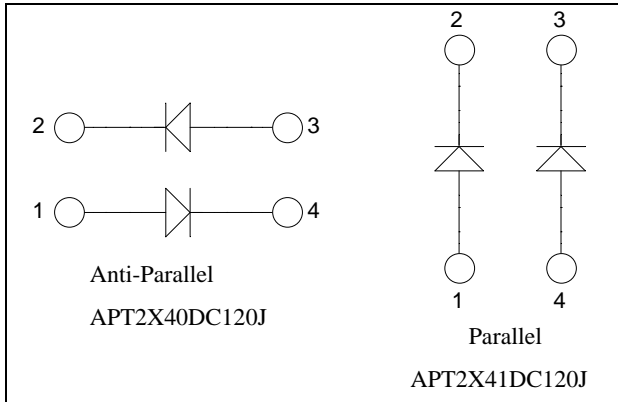 2 3
1 4
Anti-Parallel
APT2X40DC120J
2 3
1 4
Parallel
APT2X41DC120J